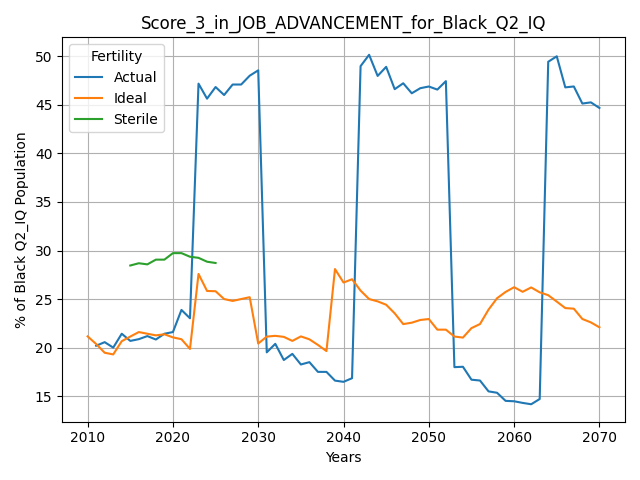 Score_3_in_JOB_ADVANCEMENT_for_Black_Q2_IQ
Fertility
Actual
Ideal
Sterile
% of Black Q2_IQ Population
50
45
40
35
30
25
20
15
2010 2020 2030 2040 2050 2060 2070
Years